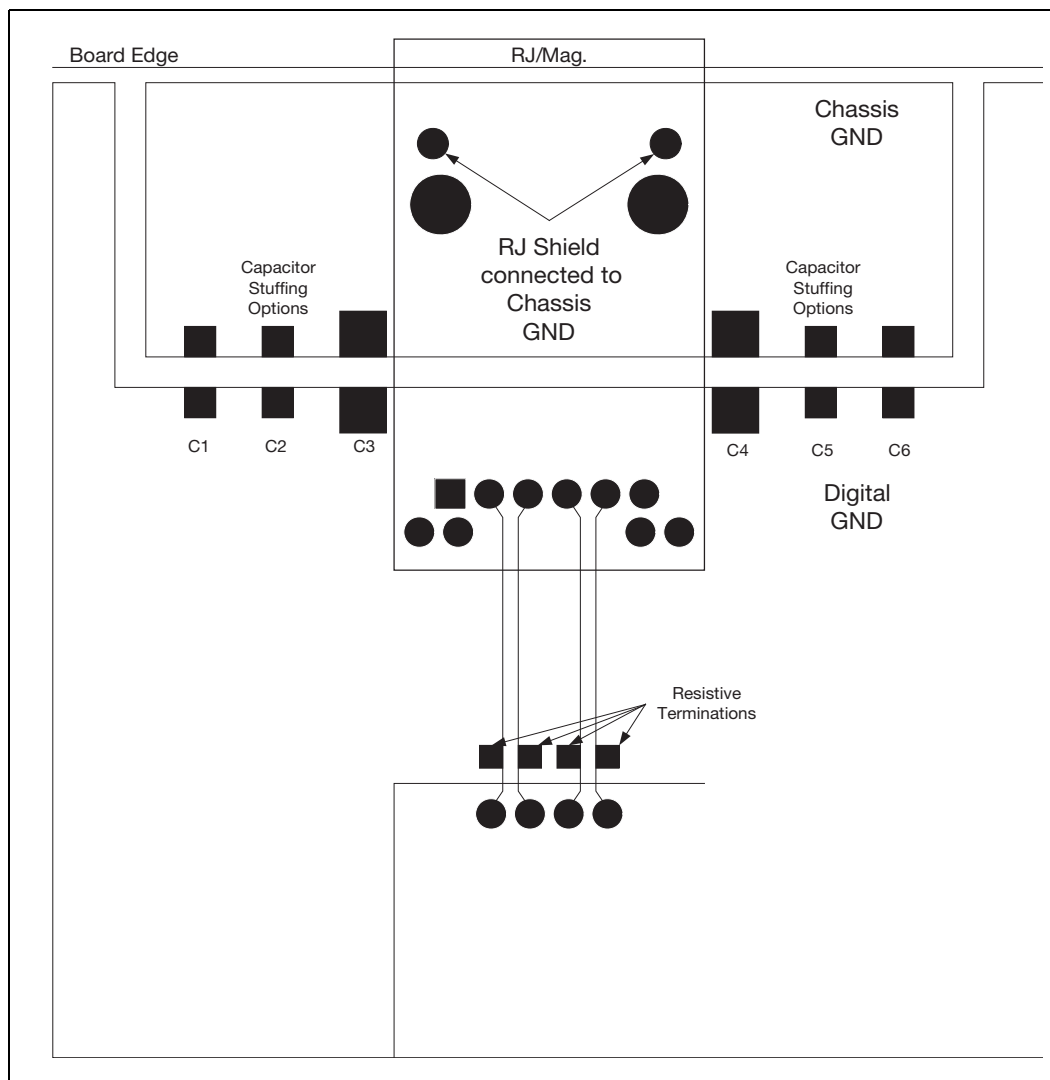 Board Edge
RJ/Mag.
Chassis
GND
RJ Shield
connected to
Chassis
GND
Capacitor
Stuffing
Options
Capacitor
Stuffing
Options
C1
C2
C3
C4
C5
C6
Digital
GND
Resistive
Terminations